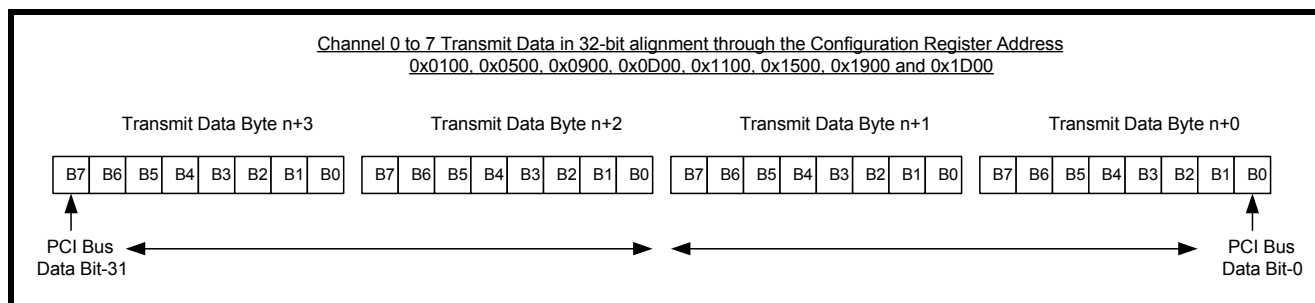 Channel 0 to 7 Transmit Data in 32-bit alignment through the Configuration Register Address
0x0100, 0x0500, 0x0900, 0x0D00, 0x1100, 0x1500, 0x1900 and 0x1D00
Transmit Data Byte n+3 Transmit Data Byte n+2 Transmit Data Byte n+1 Transmit Data Byte n+0
B7 B6 B5 B4 B3 B2 B1 B0 B7 B6 B5 B4 B3 B2 B1 B0 B7 B6 B5 B4 B3 B2 B1 B0 B7 B6 B5 B4 B3 B2 B1 B0
PCI Bus
Data Bit-31
PCI Bus
Data Bit-0